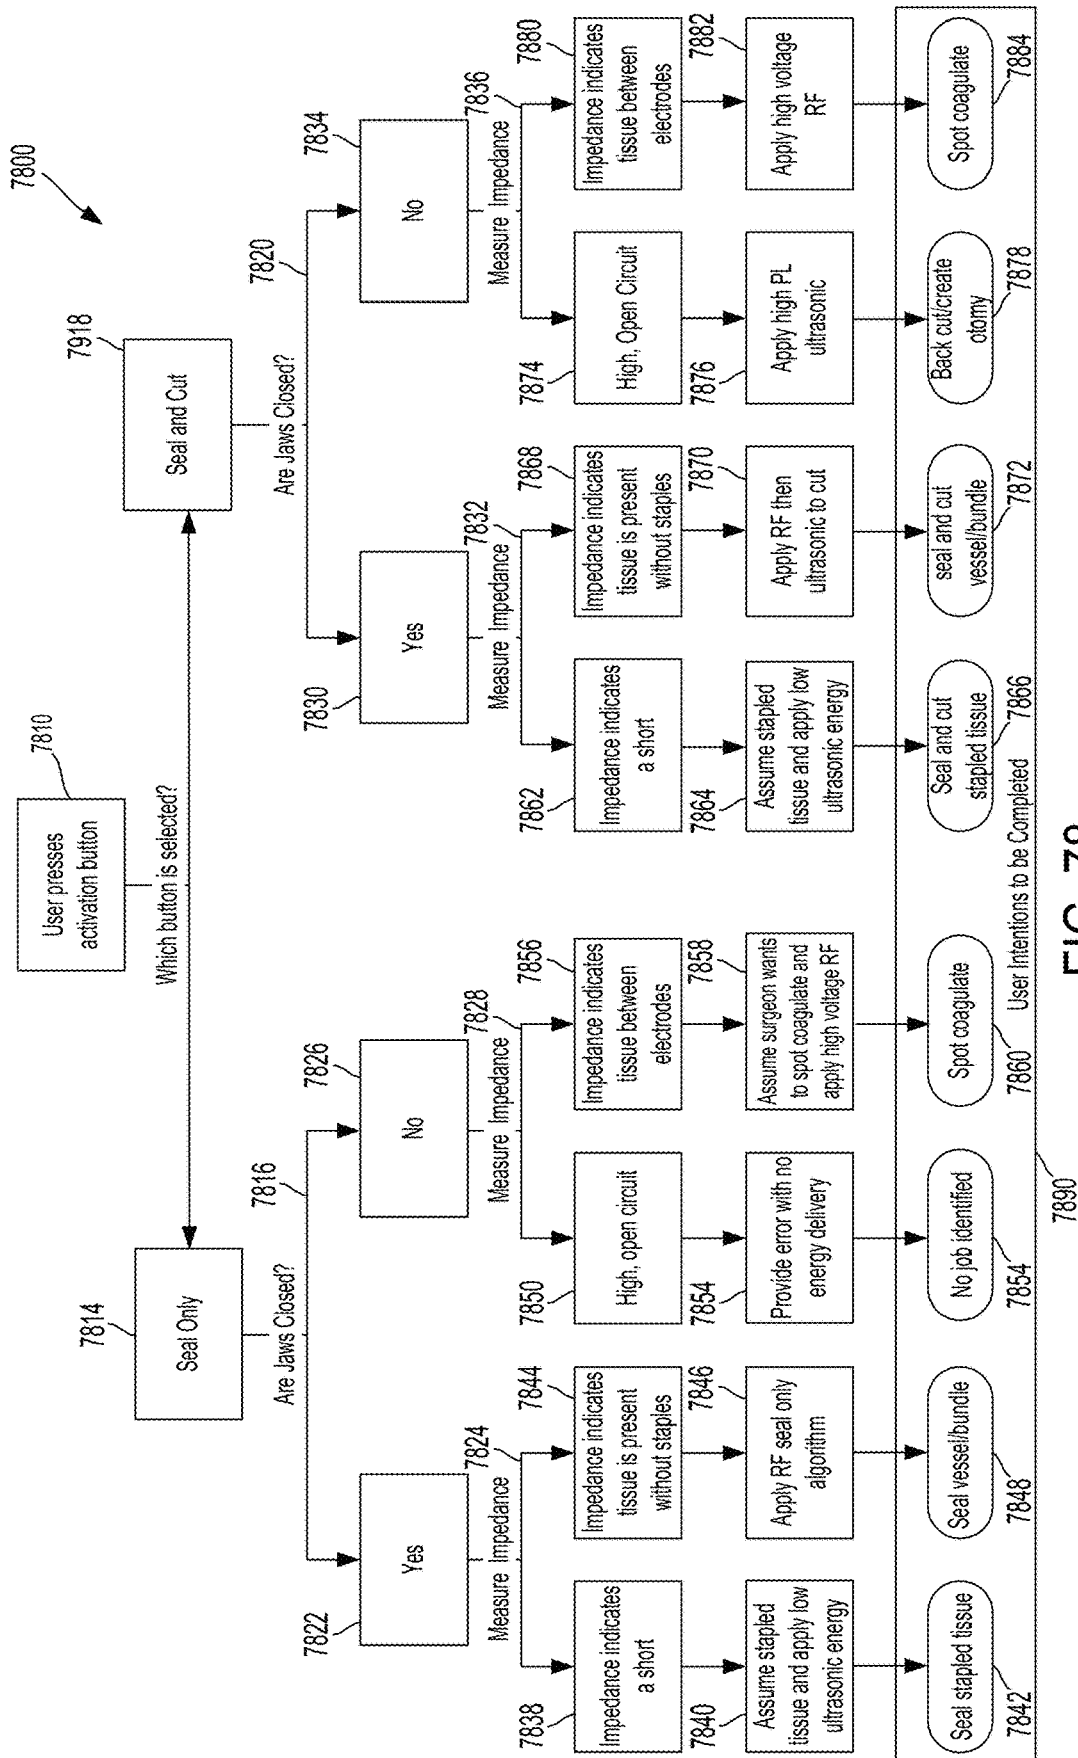 7800
7810
User presses
activation button
Which button is selected?
7814
Seal Only
7918
Seal and Cut
Are Jaws Closed?
7816
Are Jaws Closed?
7820
7822
Yes
7826
No
7830
Yes
7834
No
Measure Impedance
7824
Measure Impedance
7828
Measure Impedance
7832
Measure Impedance
7836
7838
Impedance indicates
a short
7844
Impedance indicates
tissue is present
without staples
7850
High, open circuit
7856
Impedance indicates
tissue between
electrodes
7862
Impedance indicates
a short
7868
Impedance indicates
tissue is present
without staples
7874
High, Open Circuit
7880
Impedance indicates
tissue between
electrodes
7840
Assume stapled
tissue and apply low
ultrasonic energy
7846
Apply RF seal only
algorithm
7854
Provide error with no
energy delivery
7858
Assume surgeon wants
to spot coagulate and
apply high voltage RF
7864
Assume stapled
tissue and apply low
ultrasonic energy
7870
Apply RF then
ultrasonic to cut
7876
Apply high PL
ultrasonic
7882
Apply high voltage
RF
Seal stapled tissue
7842
Seal vessel/bundle
7848
No job identified
7854
Spot coagulate
7860
Seal and cut
stapled tissue
7866
seal and cut
vessel/bundle
7872
Back cut/create
otomy
7878
Spot coagulate
7884
User Intentions to be Completed
7890
FIG. 78